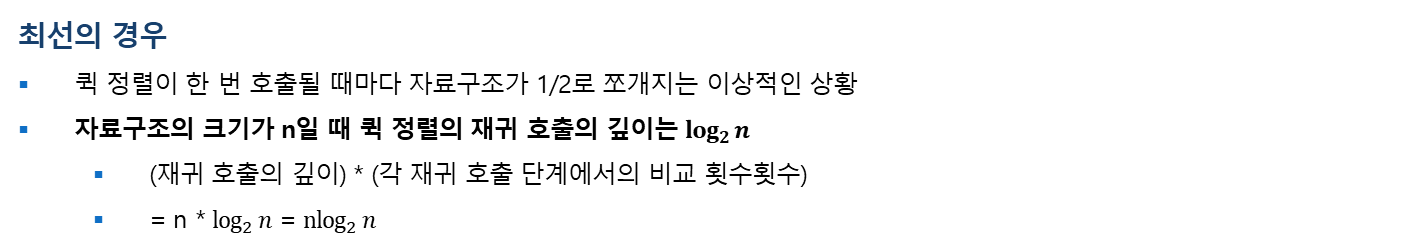 최선의 경우
▪ 퀵 정렬이 한 번 호출될 때마다 자료구조가 1/2로 쪼개지는 이상적인 상황
▪ 자료구조의 크기가 n일 때 퀵 정렬의 재귀 호출의 깊이는 log₂ n
▪ (재귀 호출의 깊이) * (각 재귀 호출 단계에서의 비교 횟수횟수)
▪ = n * log₂ n = nlog₂ n